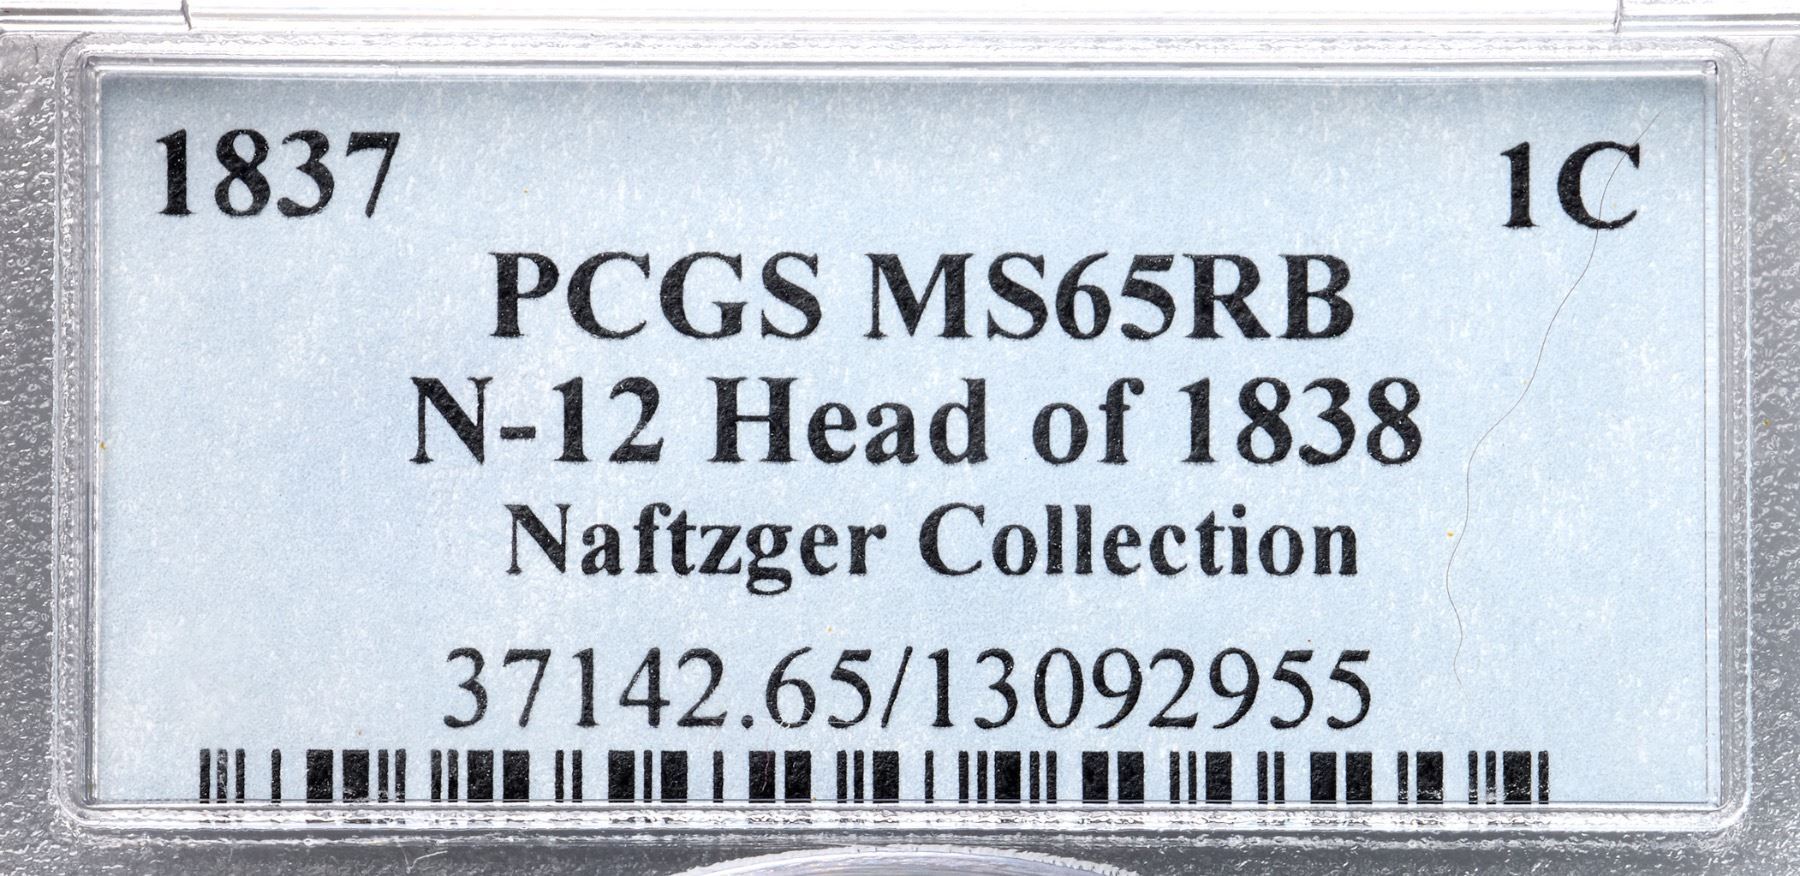 1837 1C
PCGS MS65RB
N-12 Head of 1838
Naftzger Collection
37142.65/13092955